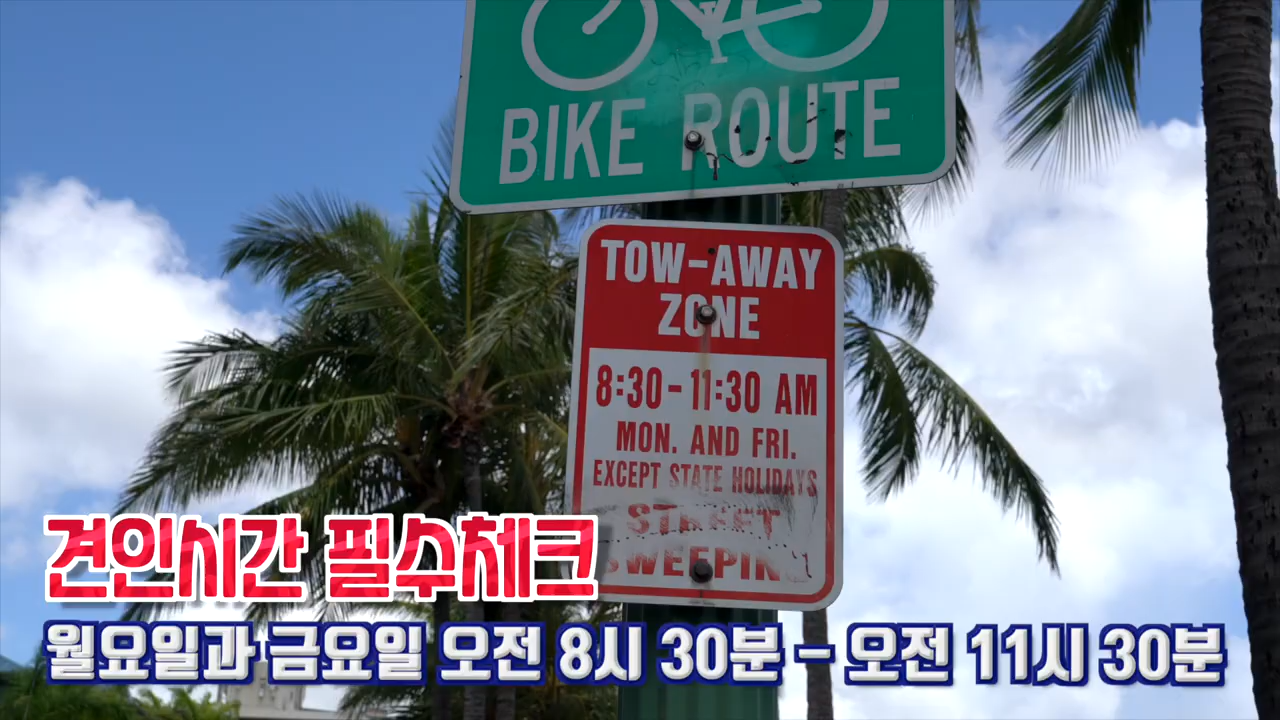 BIKE ROUTE
TOW-AWAY
ZONE
8:30-11:30 AM
MON. AND FRI.
EXCEPT STATE HOLIDAYS
STREET
SWEEPING
견인시간 필수체크
월요일과 금요일 오전 8시 30분 - 오전 11시 30분